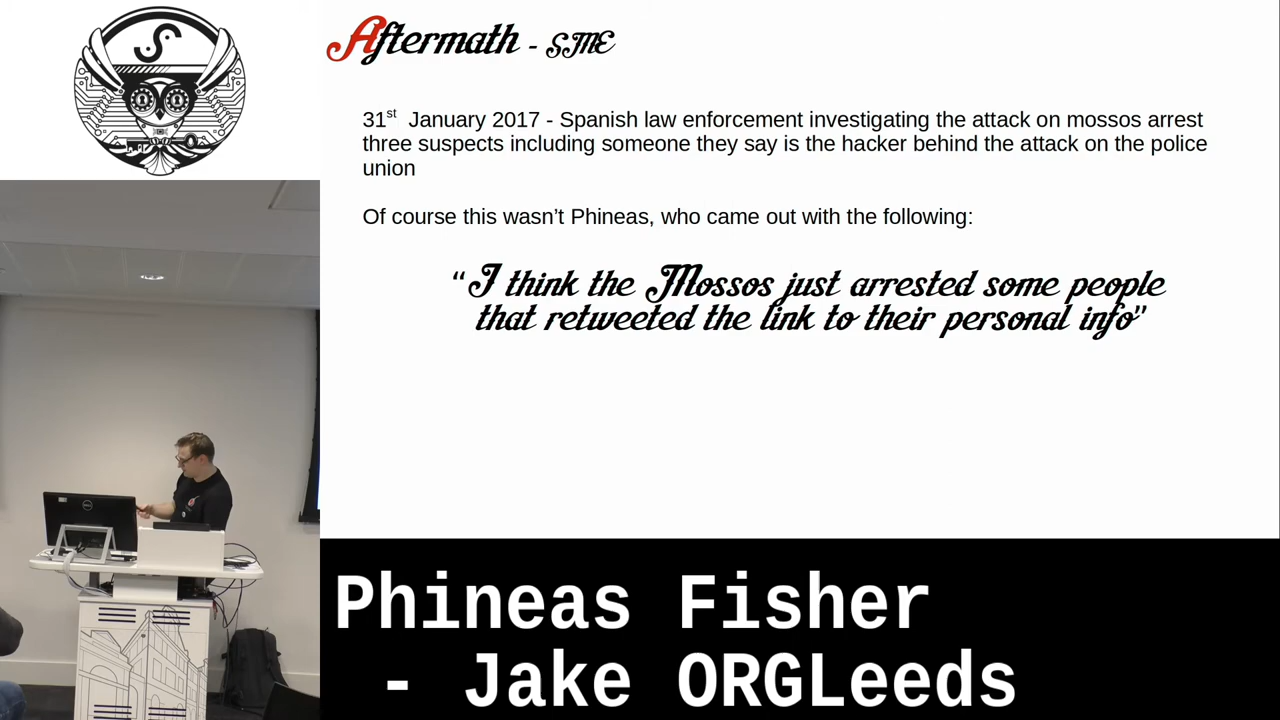 Aftermath - SME
31st January 2017 - Spanish law enforcement investigating the attack on mossos arrest
three suspects including someone they say is the hacker behind the attack on the police
union
Of course this wasn’t Phineas, who came out with the following:
“I think the Mossos just arrested some people
that retweeted the link to their personal info”
Phineas Fisher
- Jake ORGLeeds